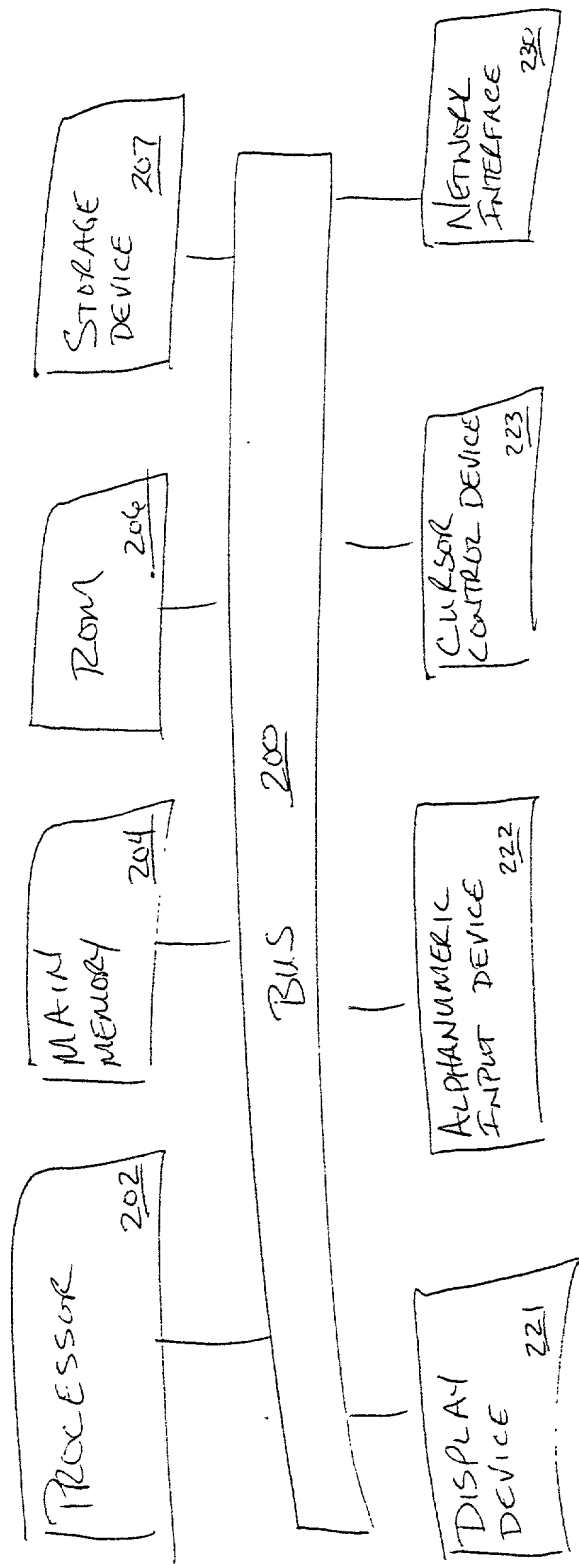 PROCESSOR
202
MAIN
MEMORY
204
ROM
206
STORAGE
DEVICE
207
BUS 200
DISPLAY
DEVICE
221
ALPHANUMERIC
INPUT DEVICE
222
CURSOR
CONTROL DEVICE
223
NETWORK
INTERFACE
230